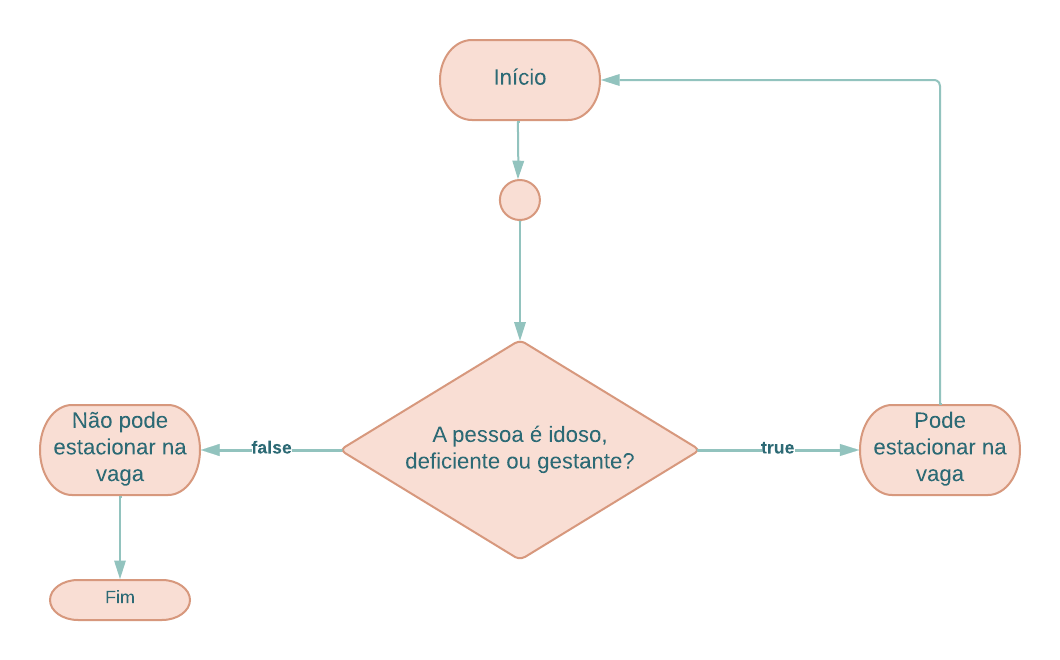 Início
A pessoa é idoso,
deficiente ou gestante?
false
true
Não pode
estacionar na
vaga
Pode
estacionar na
vaga
Fim